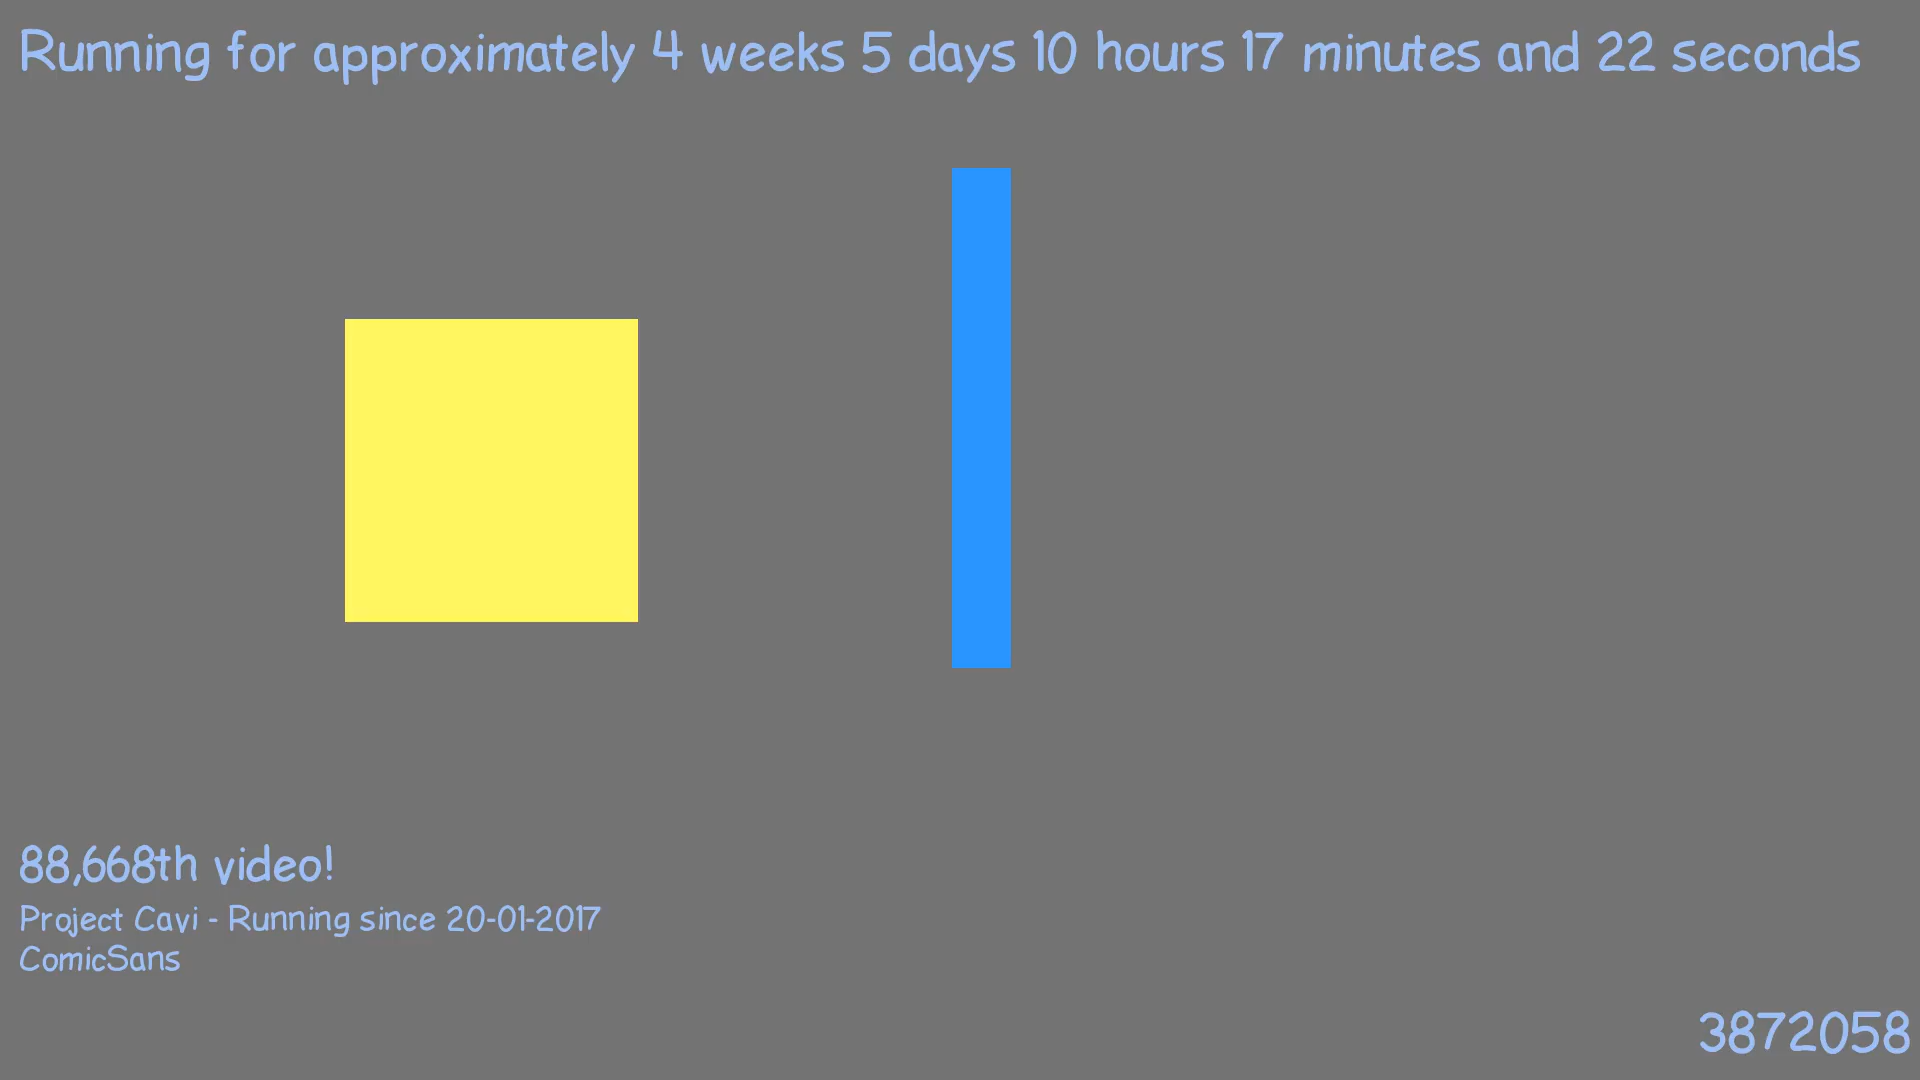 Running for approximately 4 weeks 5 days 10 hours 17 minutes and 22 seconds
88,668th video!
Project Cavi - Running since 20-01-2017
ComicSans
3872058